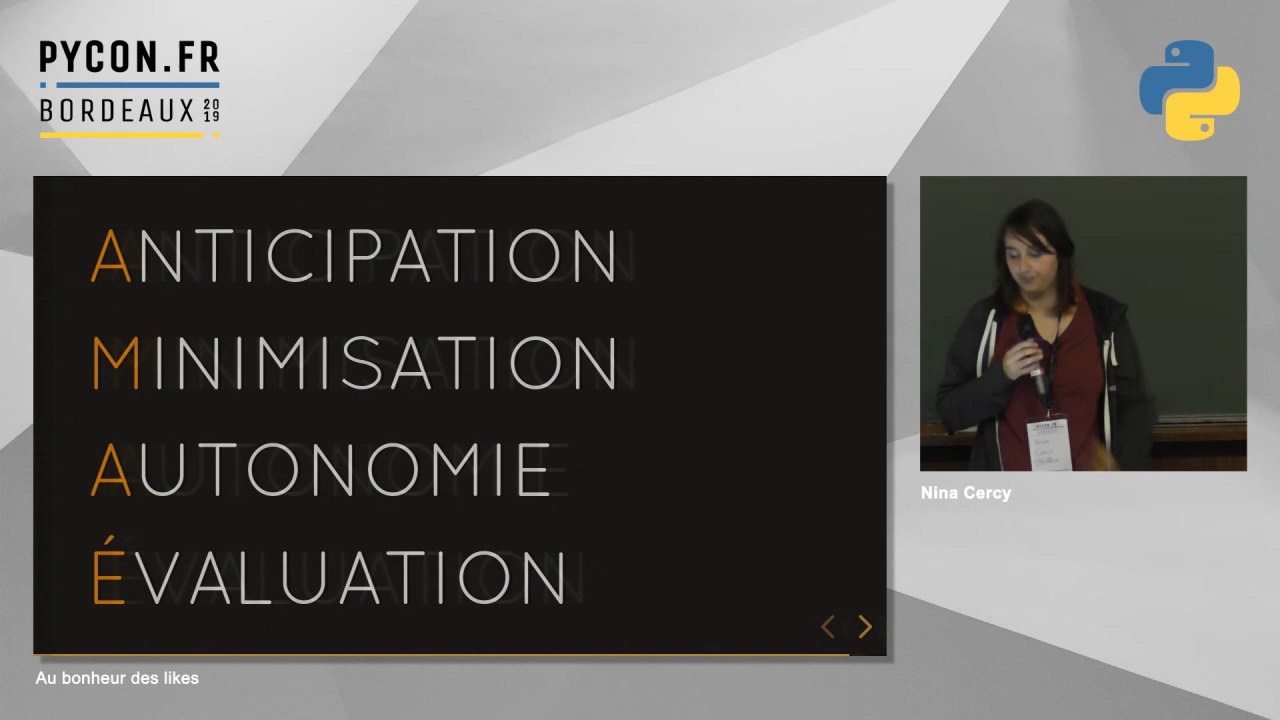 PYCON.FR
BORDEAUX 2019
ANTICIPATION
MINIMISATION
AUTONOMIE
ÉVALUATION
Nina Cercy
Au bonheur des likes